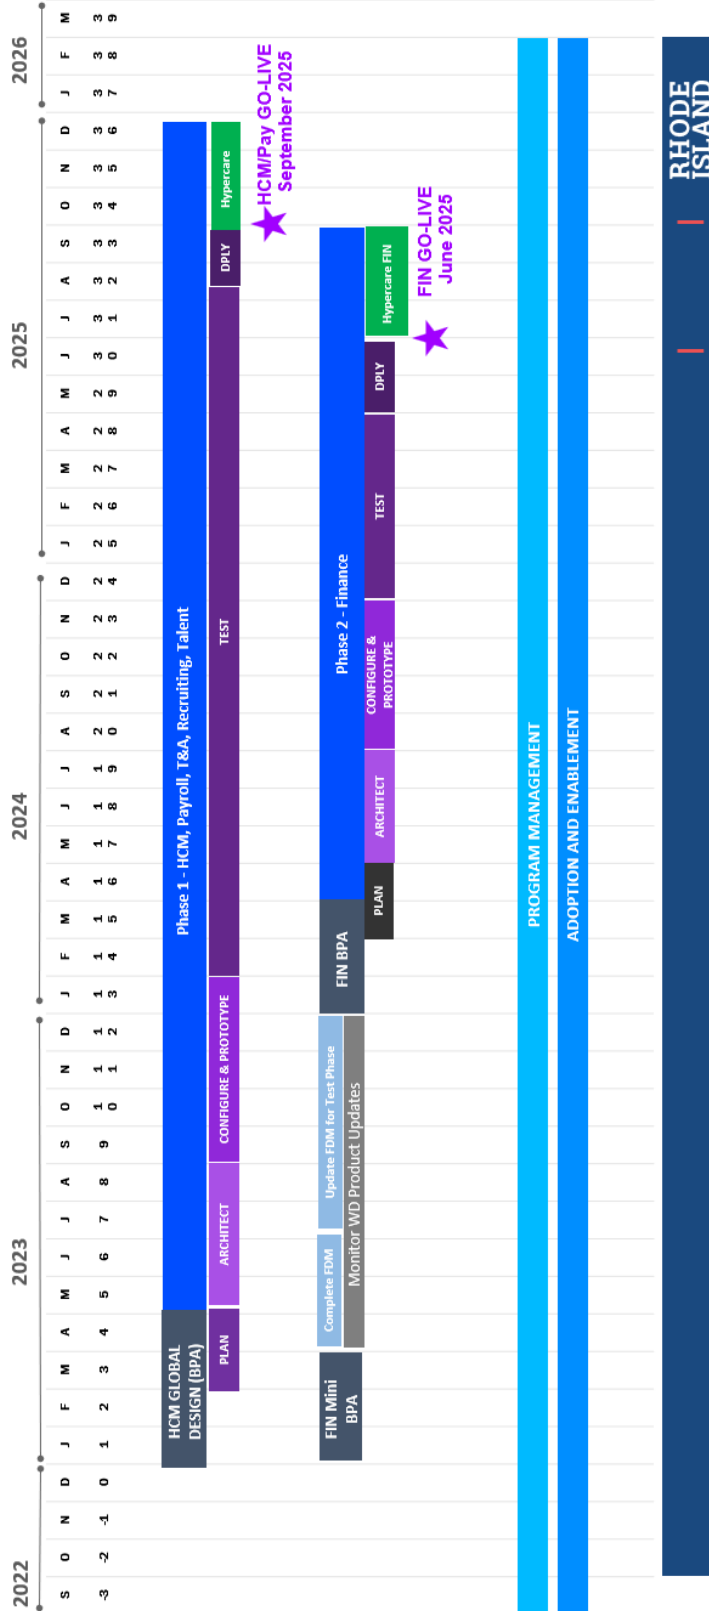 2022
2023
2024
2025
2026
S O N D J F M A M J J A S O N D J F M A M J J A S O N D J F M A M J J A S O N D J F M
-3 -2 -1 0 1 2 3 4 5 6 7 8 9 10 11 12 13 14 15 16 17 18 19 20 21 22 23 24 25 26 27 28 29 30 31 32 33 34 35 36 37 38 39
HCM GLOBAL
DESIGN (BPA)
Phase 1 - HCM, Payroll, T&A, Recruiting, Talent
PLAN
ARCHITECT
CONFIGURE & PROTOTYPE
TEST
DPLY
Hypercare
HCM/Pay GO-LIVE
September 2025
FIN Mini
BPA
Complete FDM
Update FDM for Test Phase
Monitor WD Product Updates
FIN BPA
Phase 2 - Finance
PLAN
ARCHITECT
CONFIGURE &
PROTOTYPE
TEST
DPLY
Hypercare FIN
FIN GO-LIVE
June 2025
PROGRAM MANAGEMENT
ADOPTION AND ENABLEMENT
RHODE
ISLAND